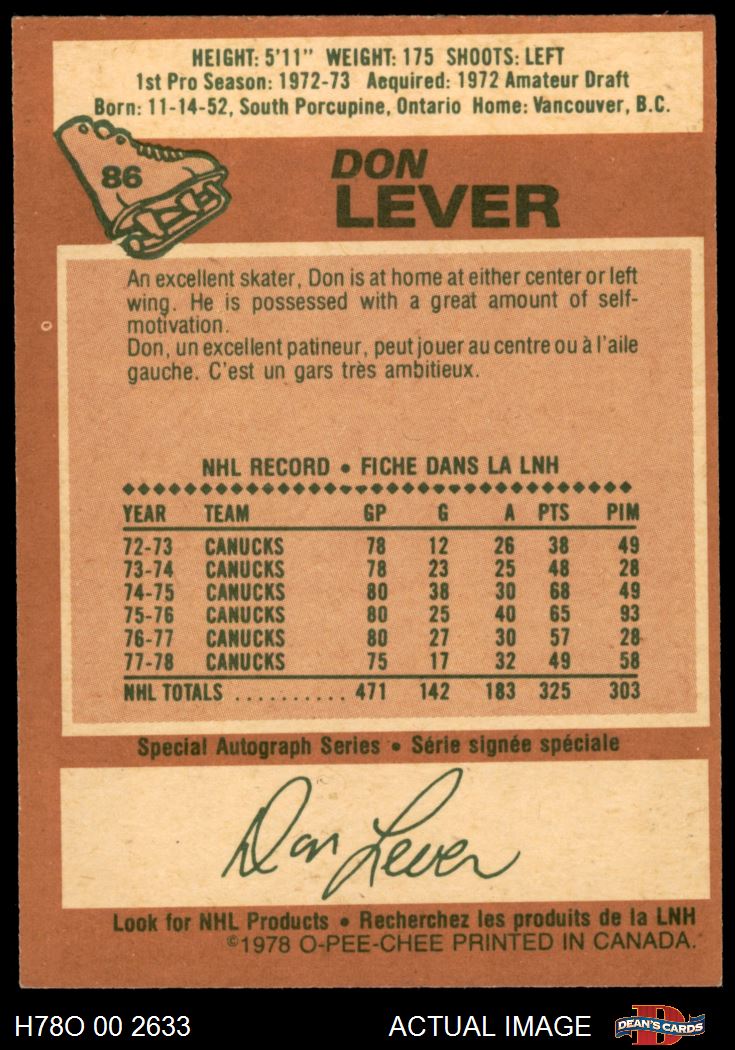 HEIGHT: 5'11" WEIGHT: 175 SHOOTS: LEFT
1st Pro Season: 1972-73 Acquired: 1972 Amateur Draft
Born: 11-14-52, South Porcupine, Ontario Home: Vancouver, B.C.
86
DON
LEVER
An excellent skater, Don is at home at either center or left
wing. He is possessed with a great amount of self-
motivation.
Don, un excellent patineur, peut jouer au centre ou à l'aile
gauche. C'est un gars très ambitieux.
NHL RECORD • FICHE DANS LA LNH
YEAR TEAM GP G A PTS PIM
72-73 CANUCKS 78 12 26 38 49
73-74 CANUCKS 78 23 25 48 28
74-75 CANUCKS 80 38 30 68 49
75-76 CANUCKS 80 25 40 65 93
76-77 CANUCKS 80 27 30 57 28
77-78 CANUCKS 75 17 32 49 58
NHL TOTALS .......... 471 142 183 325 303
Special Autograph Series • Série signée spéciale
Don Lever
Look for NHL Products • Recherchez les produits de la LNH
©1978 O-PEE-CHEE PRINTED IN CANADA.
H78O 00 2633 ACTUAL IMAGE D DEAN'S CARDS